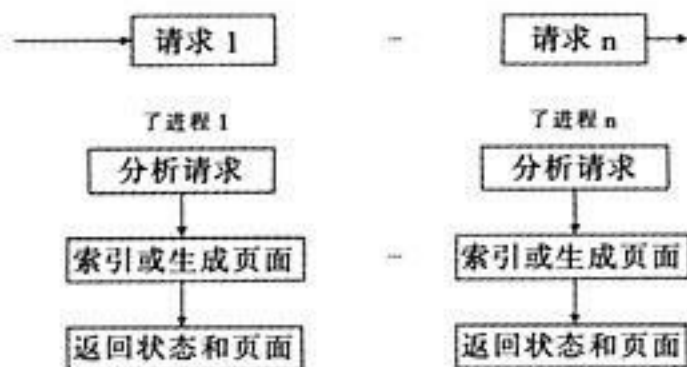 请求 1 … 请求 n
了进程 1 了进程 n
分析请求 分析请求
索引或生成页面 … 索引或生成页面
返回状态和页面 返回状态和页面